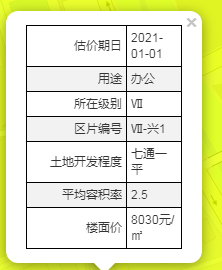 估价期日 2021-
01-01
用途 办公
所在级别 Ⅶ
区片编号 Ⅶ-兴1
土地开发程度 七通一
平
平均容积率 2.5
楼面价 8030元/
㎡